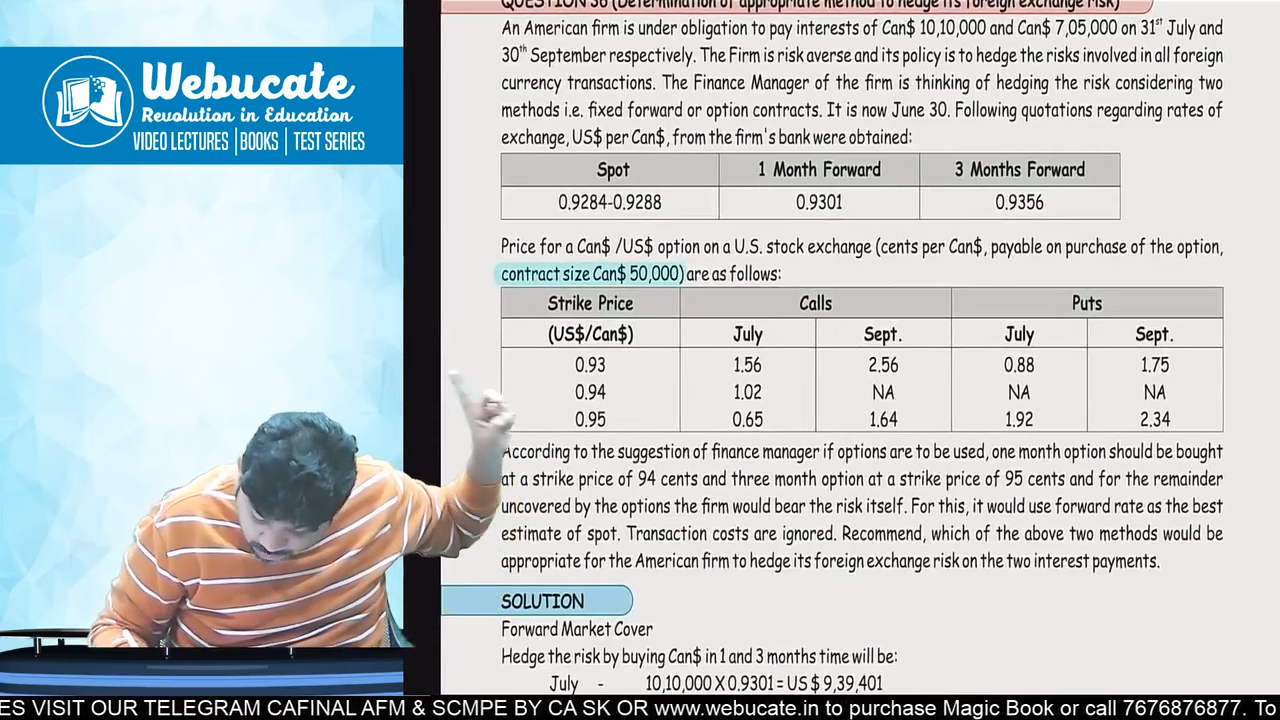 QUESTION 36 (Determination of appropriate method to hedge its foreign exchange risk)
Webucate
Revolution in Education
VIDEO LECTURES | BOOKS | TEST SERIES
An American firm is under obligation to pay interests of Can$ 10,10,000 and Can$ 7,05,000 on 31st July and
30th September respectively. The Firm is risk averse and its policy is to hedge the risks involved in all foreign
currency transactions. The Finance Manager of the firm is thinking of hedging the risk considering two
methods i.e. fixed forward or option contracts. It is now June 30. Following quotations regarding rates of
exchange, US$ per Can$, from the firm's bank were obtained:
Spot 1 Month Forward 3 Months Forward
0.9284-0.9288 0.9301 0.9356
Price for a Can$ /US$ option on a U.S. stock exchange (cents per Can$, payable on purchase of the option,
contract size Can$ 50,000) are as follows:
Strike Price Calls Puts
(US$/Can$) July Sept. July Sept.
0.93 1.56 2.56 0.88 1.75
0.94 1.02 NA NA NA
0.95 0.65 1.64 1.92 2.34
According to the suggestion of finance manager if options are to be used, one month option should be bought
at a strike price of 94 cents and three month option at a strike price of 95 cents and for the remainder
uncovered by the options the firm would bear the risk itself. For this, it would use forward rate as the best
estimate of spot. Transaction costs are ignored. Recommend, which of the above two methods would be
appropriate for the American firm to hedge its foreign exchange risk on the two interest payments.
SOLUTION
Forward Market Cover
Hedge the risk by buying Can$ in 1 and 3 months time will be:
July - 10,10,000 X 0.9301 = US $ 9,39,401
ES VISIT OUR TELEGRAM CAFINAL AFM & SCMPE BY CA SK OR www.webucate.in to purchase Magic Book or call 7676876877. To